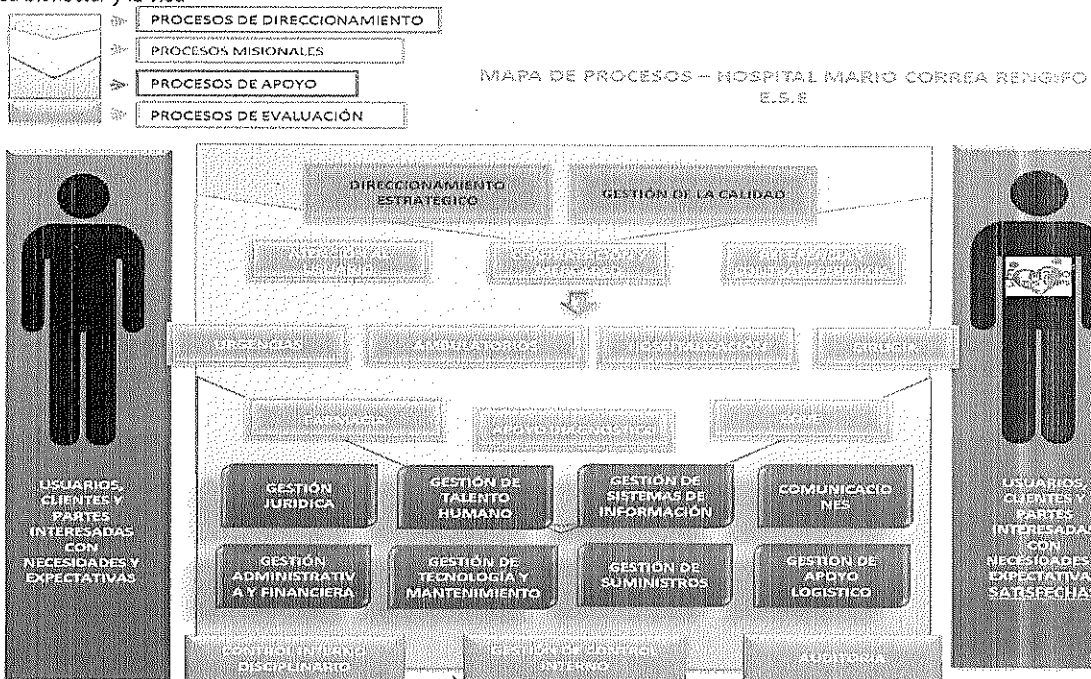 PROCESOS DE DIRECCIONAMIENTO
PROCESOS MISIONALES
PROCESOS DE APOYO
PROCESOS DE EVALUACIÓN
MAPA DE PROCESOS – HOSPITAL MARIO CORREA RENGIFO
E.S.E
DIRECCIONAMIENTO
ESTRATEGICO
GESTIÓN DE LA CALIDAD
URGENCIAS
AMBULATORIOS
HOSPITALIZACION
CIRUGIA
FARMACIA
APOYO DIAGNOSTICO
GESTIÓN
JURIDICA
GESTIÓN DE
TALENTO
HUMANO
GESTIÓN DE
SISTEMAS DE
INFORMACIÓN
COMUNICACIO
NES
GESTIÓN
ADMINISTRATIV
A Y FINANCIERA
GESTIÓN DE
TECNOLOGÍA Y
MANTENIMIENTO
GESTIÓN DE
SUMINISTROS
GESTIÓN DE
APOYO
LOGISTICO
CONTROL INTERNO
DISCIPLINARIO
GESTION DE CONTROL
INTERNO
AUDITORIA
USUARIOS,
CLIENTES Y
PARTES
INTERESADAS
CON
NECESIDADES Y
EXPECTATIVAS
USUARIOS,
CLIENTES Y
PARTES
INTERESADAS
CON
NECESIDADES
EXPECTATIVA
SATISFECHA